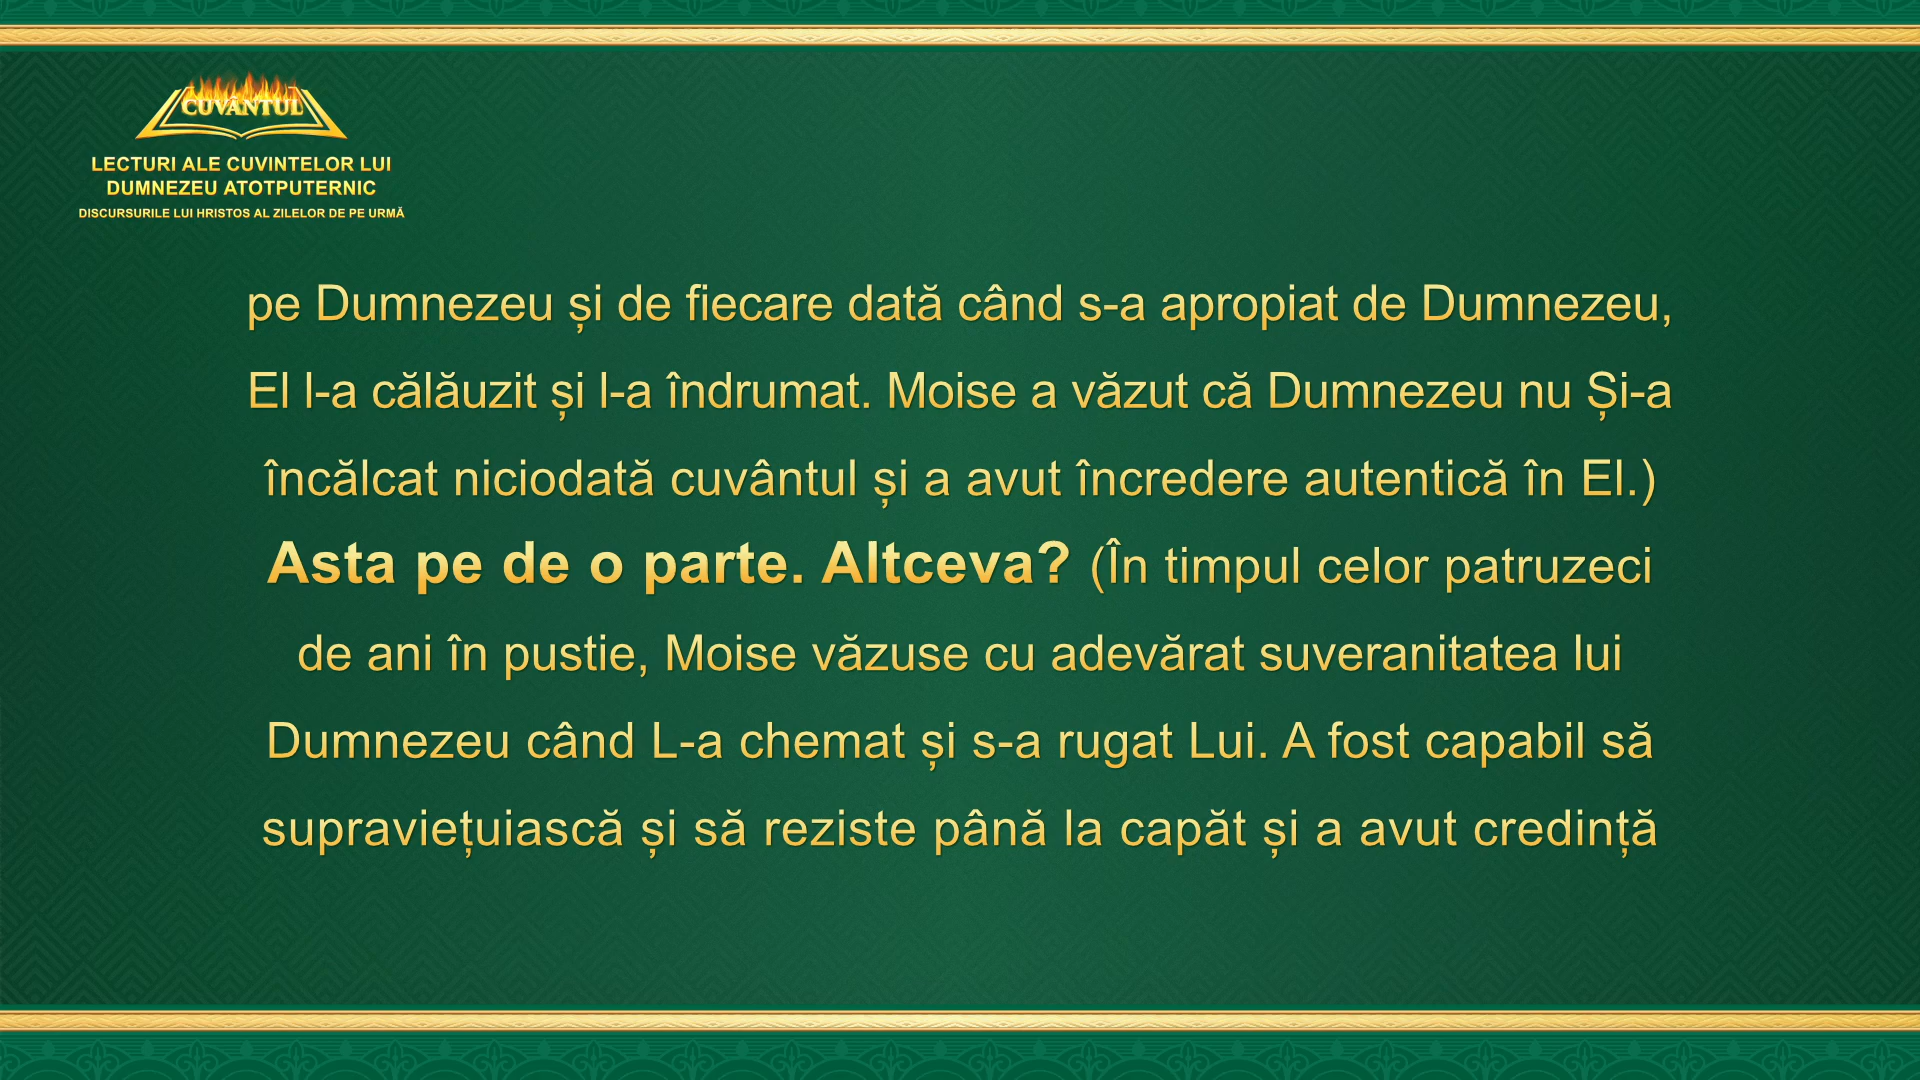 CUVÂNTUL
LECTURI ALE CUVINTELOR LUI
DUMNEZEU ATOTPUTERNIC
DISCURSURILE LUI HRISTOS AL ZILELOR DE PE URMĂ
pe Dumnezeu și de fiecare dată când s-a apropiat de Dumnezeu,
El l-a călăuzit și l-a îndrumat. Moise a văzut că Dumnezeu nu Și-a
încălcat niciodată cuvântul și a avut încredere autentică în El.)
Asta pe de o parte. Altceva? (În timpul celor patruzeci
de ani în pustie, Moise văzuse cu adevărat suveranitatea lui
Dumnezeu când L-a chemat și s-a rugat Lui. A fost capabil să
supraviețuiască și să reziste până la capăt și a avut credință